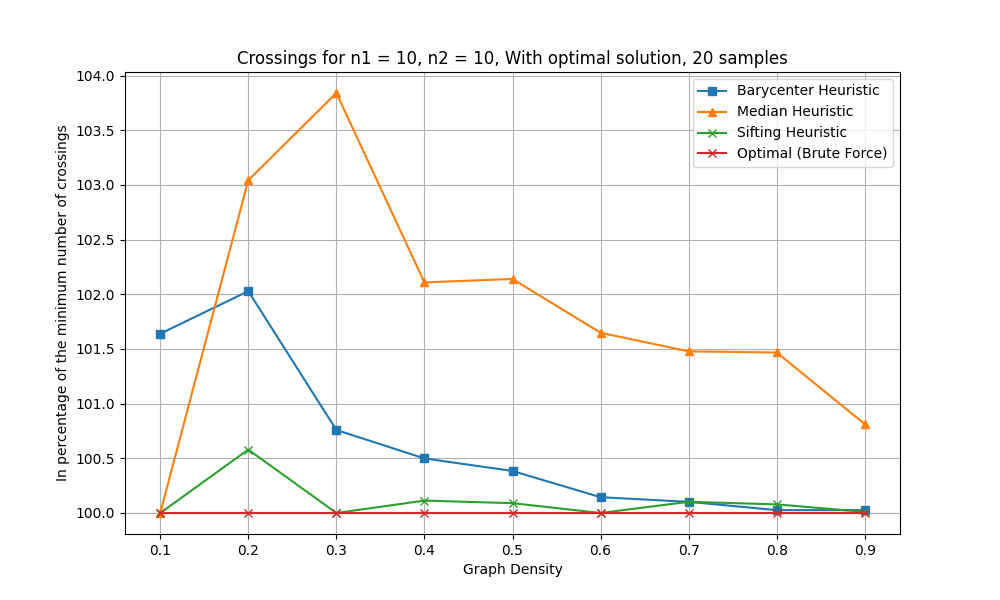 Crossings for n1 = 10, n2 = 10, With optimal solution, 20 samples
In percentage of the minimum number of crossings
104.0
103.5
103.0
102.5
102.0
101.5
101.0
100.5
100.0
Barycenter Heuristic
Median Heuristic
Sifting Heuristic
Optimal (Brute Force)
0.1 0.2 0.3 0.4 0.5 0.6 0.7 0.8 0.9
Graph Density